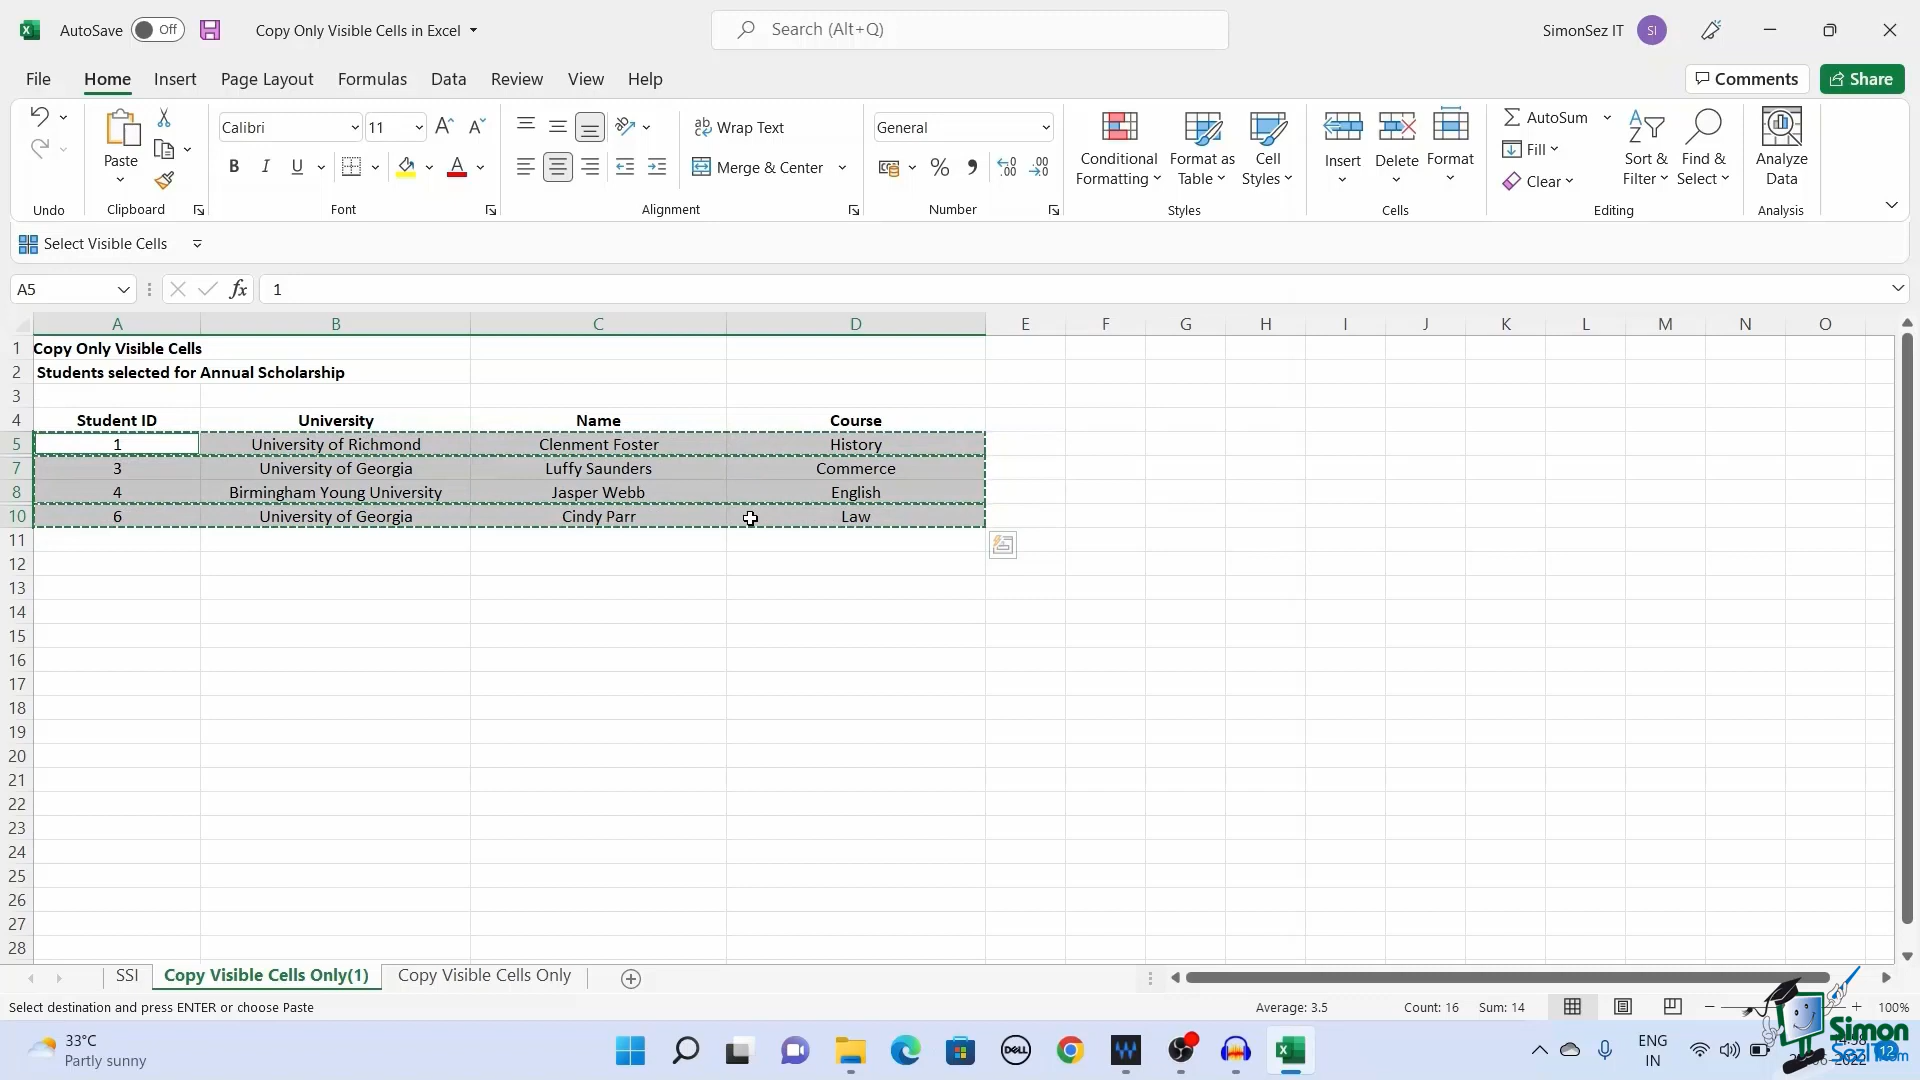 AutoSave Off Copy Only Visible Cells in Excel Search (Alt+Q) SimonSez IT SI
File Home Insert Page Layout Formulas Data Review View Help Comments Share
Paste Calibri 11 Wrap Text General Conditional Formatting Format as Table Cell Styles Insert Delete Format AutoSum Fill Clear Sort & Filter Find & Select Analyze Data
B I U Merge & Center
Undo Clipboard Font Alignment Number Styles Cells Editing Analysis
Select Visible Cells
A5 fx 1
A B C D E F G H I J K L M N O
1 Copy Only Visible Cells
2 Students selected for Annual Scholarship
3
4 Student ID University Name Course
5 1 University of Richmond Clenment Foster History
7 3 University of Georgia Luffy Saunders Commerce
8 4 Birmingham Young University Jasper Webb English
10 6 University of Georgia Cindy Parr Law
11
12
13
14
15
16
17
18
19
20
21
22
23
24
25
26
27
28
SSI Copy Visible Cells Only(1) Copy Visible Cells Only
Select destination and press ENTER or choose Paste Average: 3.5 Count: 16 Sum: 14 100%
33°C
Partly sunny
DELL
ENG
IN
Simon
SezIT
12